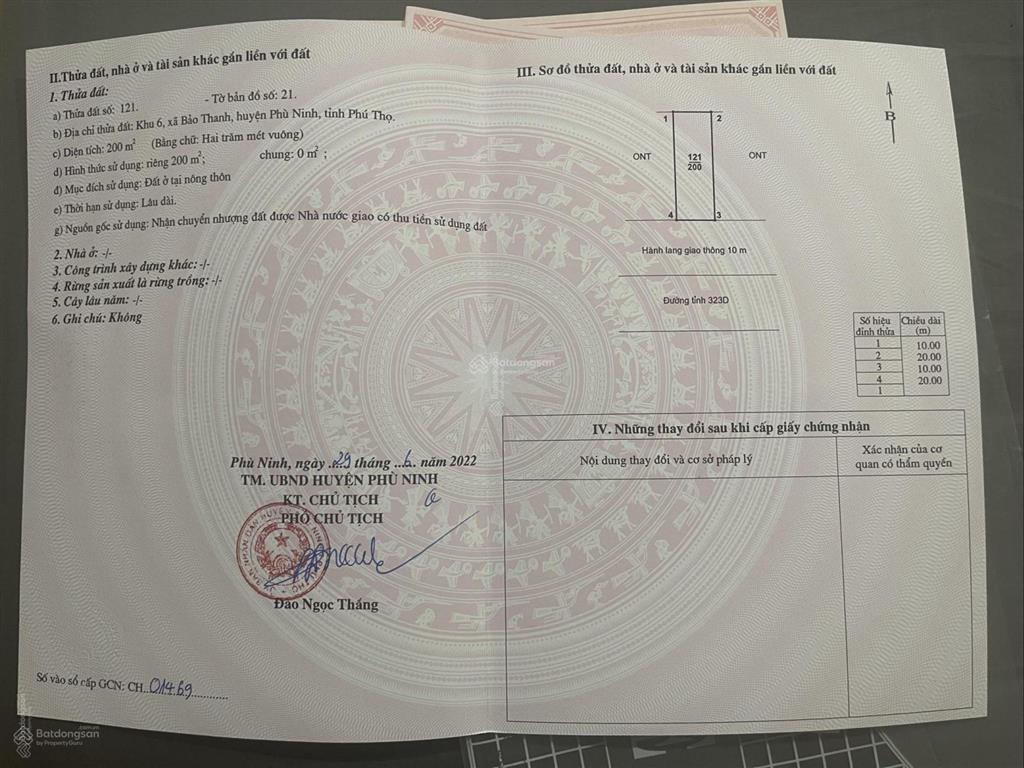 II.Thửa đất, nhà ở và tài sản khác gắn liền với đất
1. Thửa đất:
a) Thửa đất số: 121. - Tờ bản đồ số: 21.
b) Địa chỉ thửa đất: Khu 6, xã Bảo Thanh, huyện Phù Ninh, tỉnh Phú Thọ.
c) Diện tích: 200 m² (Bằng chữ: Hai trăm mét vuông)
d) Hình thức sử dụng: riêng 200 m²; chung: 0 m² ;
đ) Mục đích sử dụng: Đất ở tại nông thôn
e) Thời hạn sử dụng: Lâu dài.
g) Nguồn gốc sử dụng: Nhận chuyển nhượng đất được Nhà nước giao có thu tiền sử dụng đất
2. Nhà ở: -/-
3. Công trình xây dựng khác: -/-
4. Rừng sản xuất là rừng trồng: -/-
5. Cây lâu năm: -/-
6. Ghi chú: Không
Phù Ninh, ngày 29 tháng 6 năm 2022
TM. UBND HUYỆN PHÙ NINH
KT. CHỦ TỊCH
PHÓ CHỦ TỊCH
Đào Ngọc Thắng
Số vào sổ cấp GCN: CH 01469
III. Sơ đồ thửa đất, nhà ở và tài sản khác gắn liền với đất
B
1 2
ONT 121 ONT
200
4 3
Hành lang giao thông 10 m
Đường tỉnh 323D
Số hiệu đỉnh thửa Chiều dài (m)
1
10.00
2
20.00
3
10.00
4
20.00
1
IV. Những thay đổi sau khi cấp giấy chứng nhận
Nội dung thay đổi và cơ sở pháp lý
Xác nhận của cơ
quan có thẩm quyền
Batdongsan
Batdongsan
by PropertyGuru